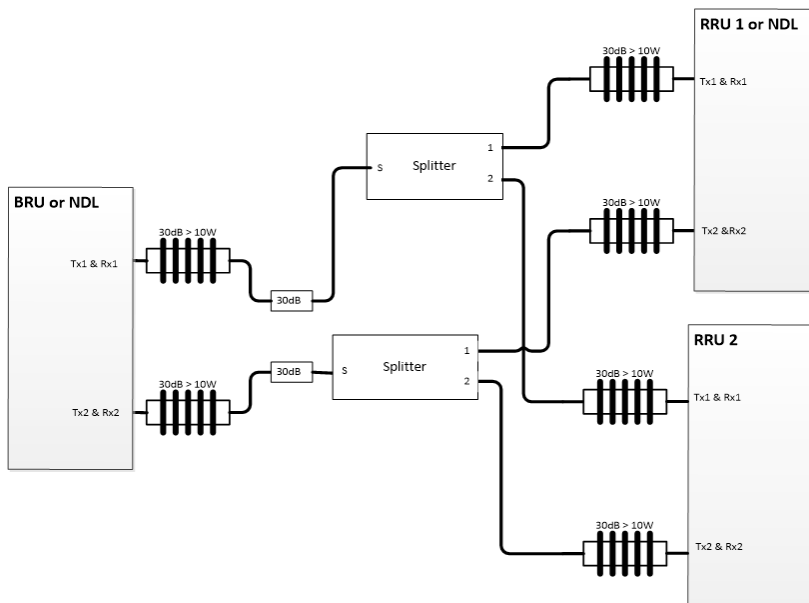 RRU 1 or NDL
30dB > 10W
Tx1 & Rx1
Splitter
S
1
2
30dB > 10W
Tx2 &Rx2
BRU or NDL
30dB > 10W
Tx1 & Rx1
30dB
Splitter
S
1
2
30dB
30dB > 10W
Tx2 & Rx2
RRU 2
30dB > 10W
Tx1 & Rx1
30dB > 10W
Tx2 & Rx2